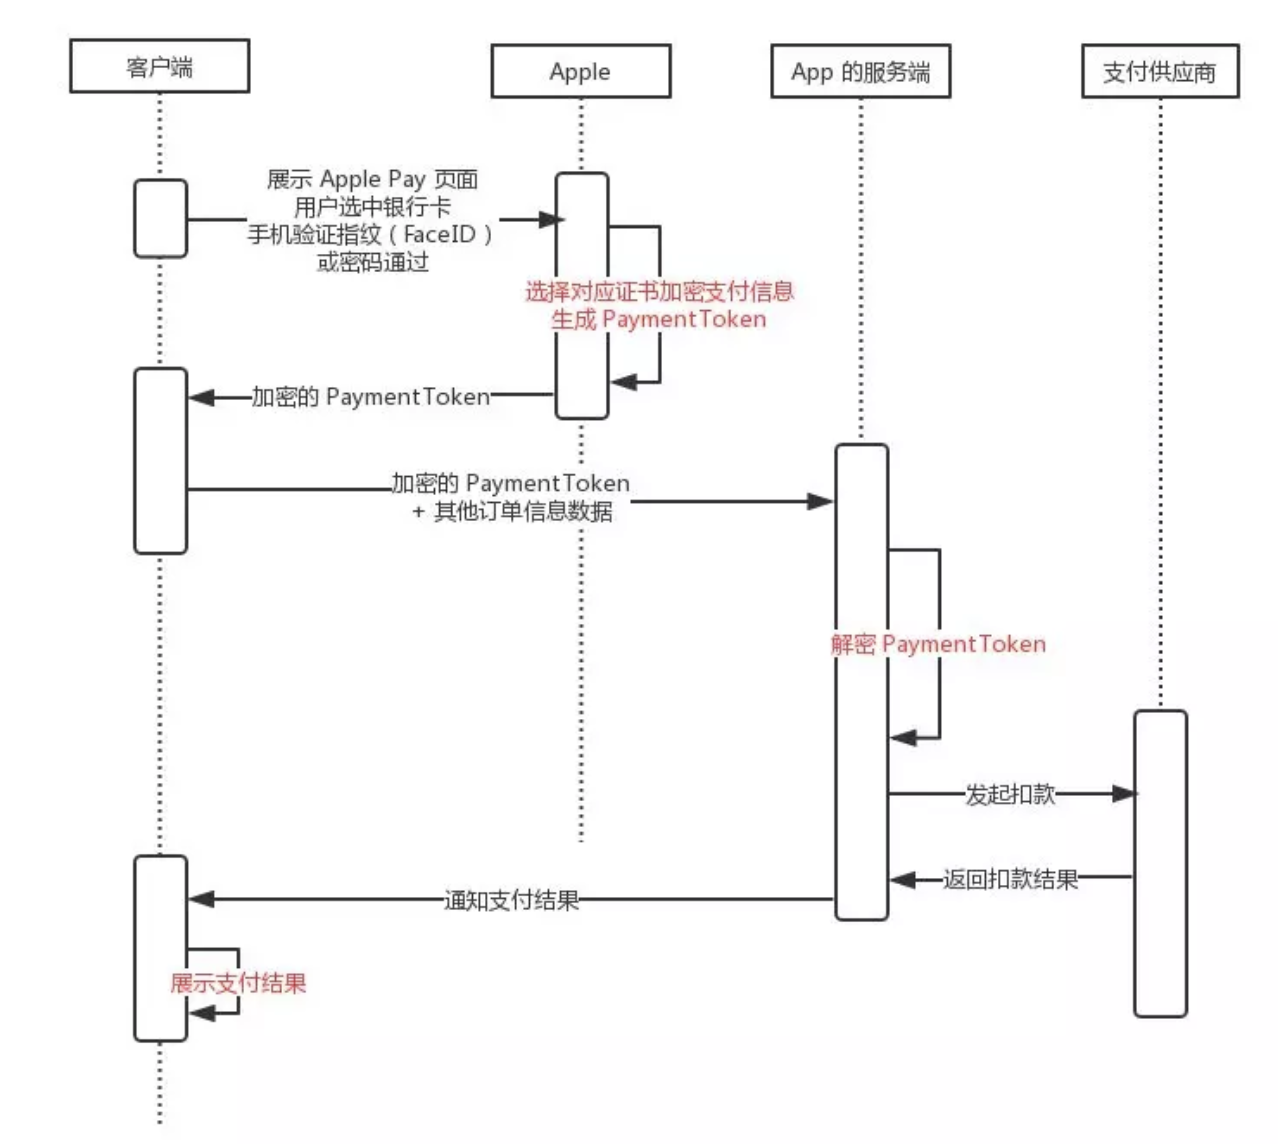 客户端
Apple
App 的服务端
支付供应商
展示 Apple Pay 页面
用户选中银行卡
手机验证指纹（FaceID）
或密码通过
选择对应证书加密支付信息
生成 PaymentToken
加密的 PaymentToken
加密的 PaymentToken
+ 其他订单信息数据
解密 PaymentToken
发起扣款
返回扣款结果
通知支付结果
展示支付结果